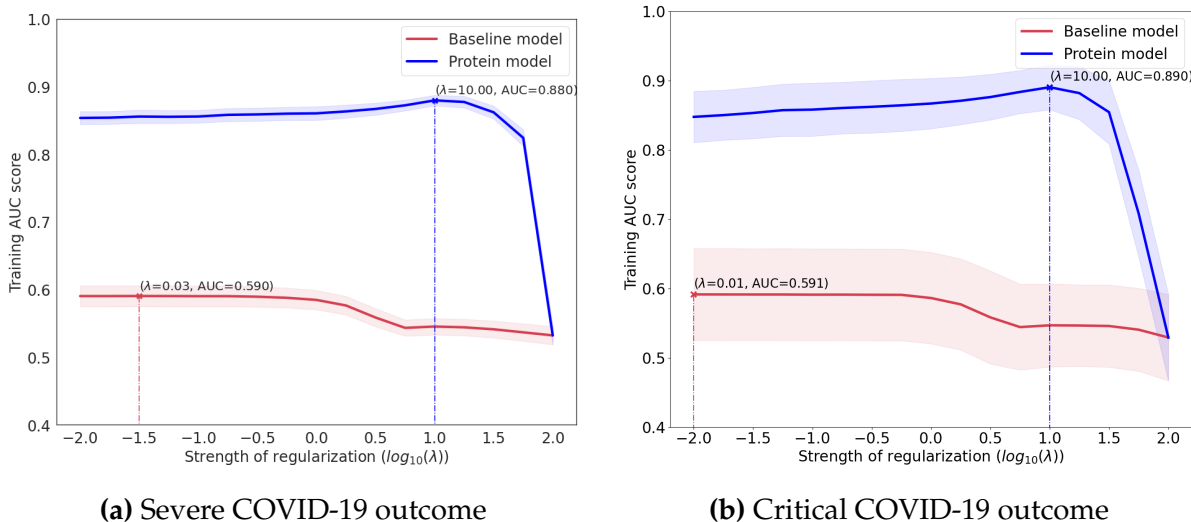 1.0
0.9
0.8
0.7
0.6
0.5
0.4
Training AUC score
Baseline model
Protein model
(λ=10.00, AUC=0.880)
(λ=0.03, AUC=0.590)
−2.0 −1.5 −1.0 −0.5 0.0 0.5 1.0 1.5 2.0
Strength of regularization (log10(λ))
(a) Severe COVID-19 outcome
1.0
0.9
0.8
0.7
0.6
0.5
0.4
Training AUC score
Baseline model
Protein model
(λ=10.00, AUC=0.890)
(λ=0.01, AUC=0.591)
−2.0 −1.5 −1.0 −0.5 0.0 0.5 1.0 1.5 2.0
Strength of regularization (log10(λ))
(b) Critical COVID-19 outcome